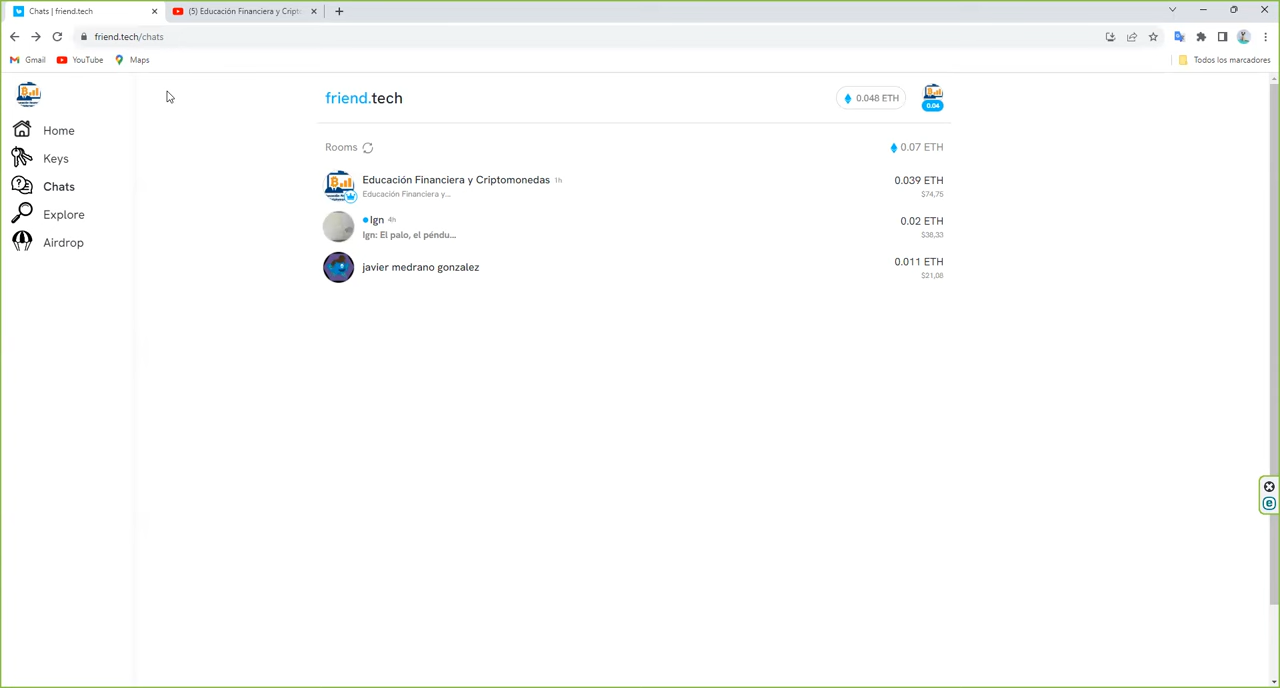 Chats | friend.tech
(5) Educación Financiera y Cript
friend.tech/chats
Gmail
YouTube
Maps
Todos los marcadores
Home
Keys
Chats
Explore
Airdrop
friend.tech
0.048 ETH
0.04
Rooms
0.07 ETH
Educación Financiera y Criptomonedas 1h
Educación Financiera y...
0.039 ETH
$74,75
Ign 4h
Ign: El palo, el péndu...
0.02 ETH
$38,33
javier medrano gonzalez
0.011 ETH
$21,08